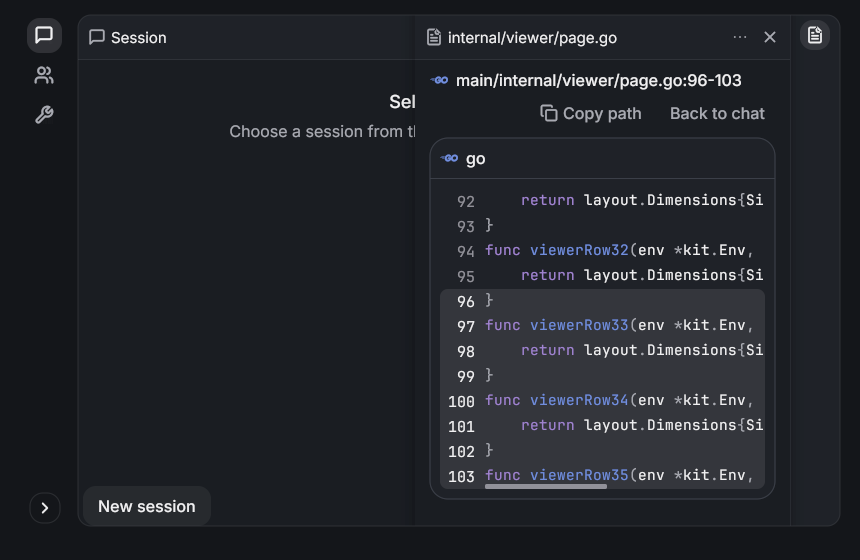 Session
internal/viewer/page.go
main/internal/viewer/page.go:96-103
Sel
Choose a session from t
Copy path
Back to chat
go
92 return layout.Dimensions{Si
93 }
94 func viewerRow32(env *kit.Env,
95 return layout.Dimensions{Si
96 }
97 func viewerRow33(env *kit.Env,
98 return layout.Dimensions{Si
99 }
100 func viewerRow34(env *kit.Env,
101 return layout.Dimensions{Si
102 }
103 func viewerRow35(env *kit.Env,
New session